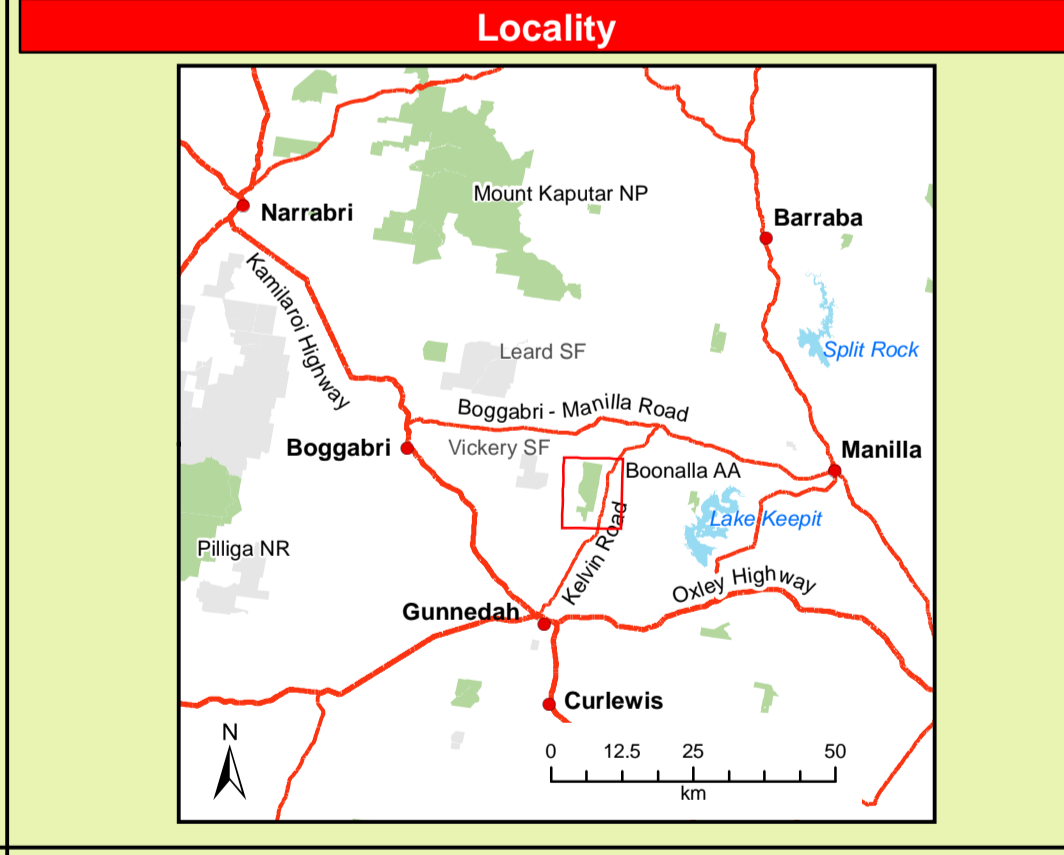 Locality
Mount Kaputar NP
Narrabri
Barraba
Kamilaroi Highway
Split Rock
Leard SF
Boggabri - Manilla Road
Boggabri
Vickery SF
Manilla
Boonalla AA
Lake Keepit
Pilliga NR
Kelvin Road
Oxley Highway
Gunnedah
Curlewis
N
0 12.5 25 50
km